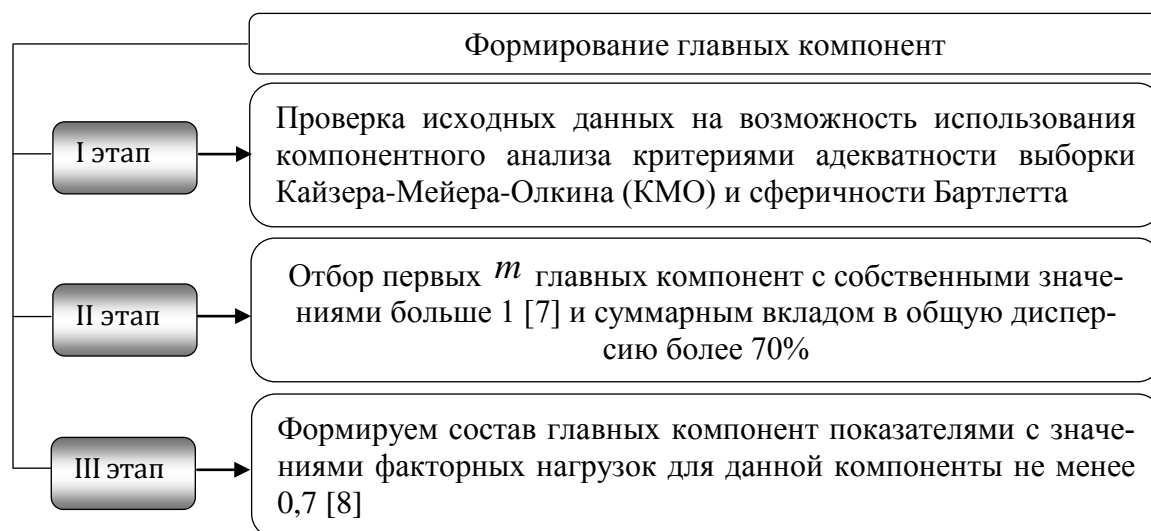 Формирование главных компонент
I этап
Проверка исходных данных на возможность использования
компонентного анализа критериями адекватности выборки
Кайзера-Мейера-Олкина (КМО) и сферичности Бартлетта
II этап
Отбор первых m главных компонент с собственными значе-
ниями больше 1 [7] и суммарным вкладом в общую диспер-
сию более 70%
III этап
Формируем состав главных компонент показателями с значе-
ниями факторных нагрузок для данной компоненты не менее
0,7 [8]